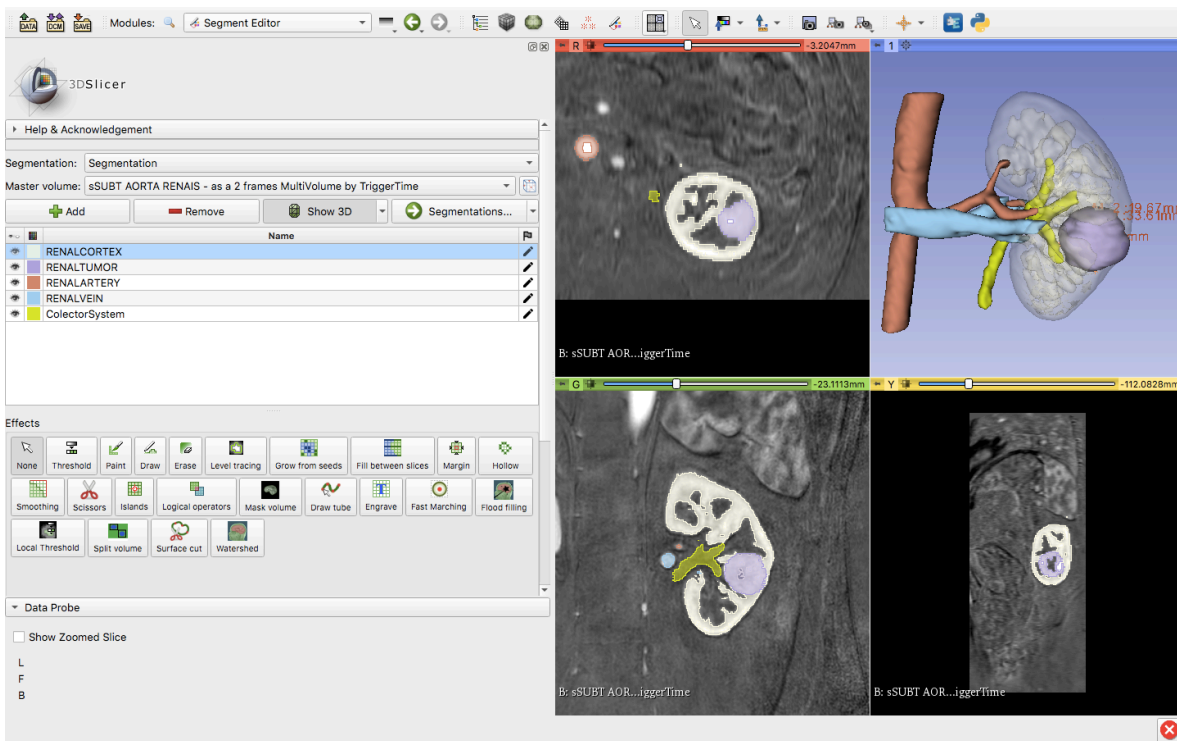 DATA DCM SAVE Modules: Segment Editor
R -3.2047mm 1
3DSlicer
Help & Acknowledgement
Segmentation: Segmentation
Master volume: sSUBT AORTA RENAIS - as a 2 frames MultiVolume by TriggerTime
Add Remove Show 3D Segmentations...
Name
RENALCORTEX
RENALTUMOR
RENALARTERY
RENALVEIN
ColectorSystem
Effects
None Threshold Paint Draw Erase Level tracing Grow from seeds Fill between slices Margin Hollow
Smoothing Scissors Islands Logical operators Mask volume Draw tube Engrave Fast Marching Flood filling
Local Threshold Split volume Surface cut Watershed
Data Probe
Show Zoomed Slice
L
F
B
B: sSUBT AOR...iggerTime
mm
G -23.1113mm Y -112.0828mm
B: sSUBT AOR...iggerTime B: sSUBT AOR...iggerTime